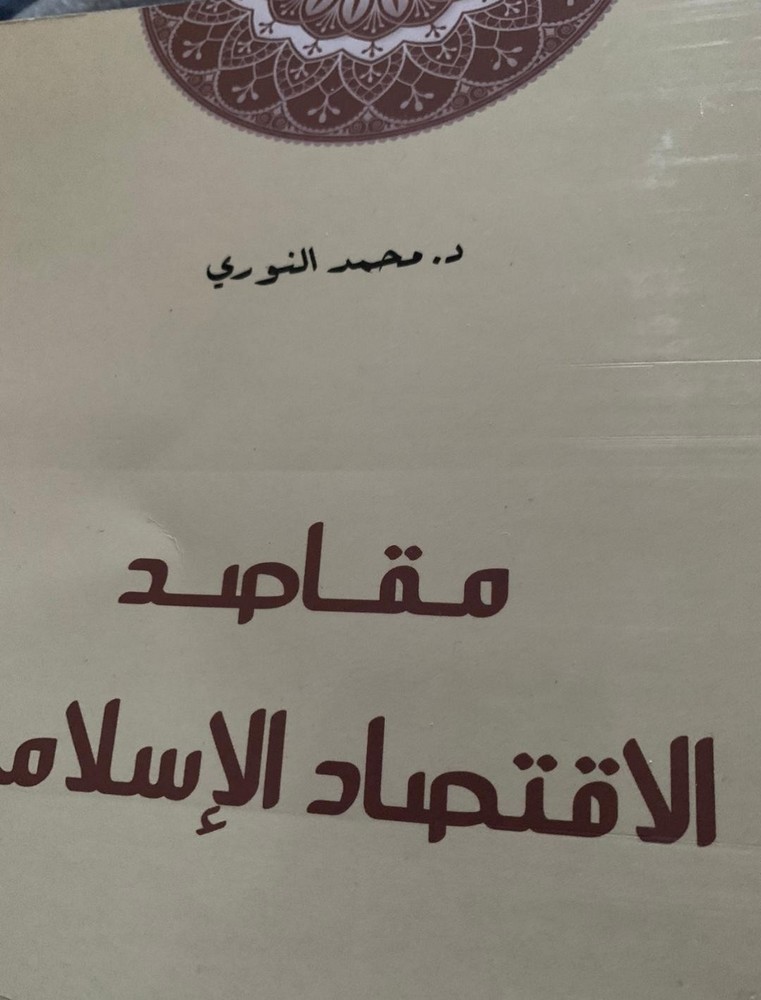 د. محمد النوري
مقاصد
الاقتصاد الإسلام